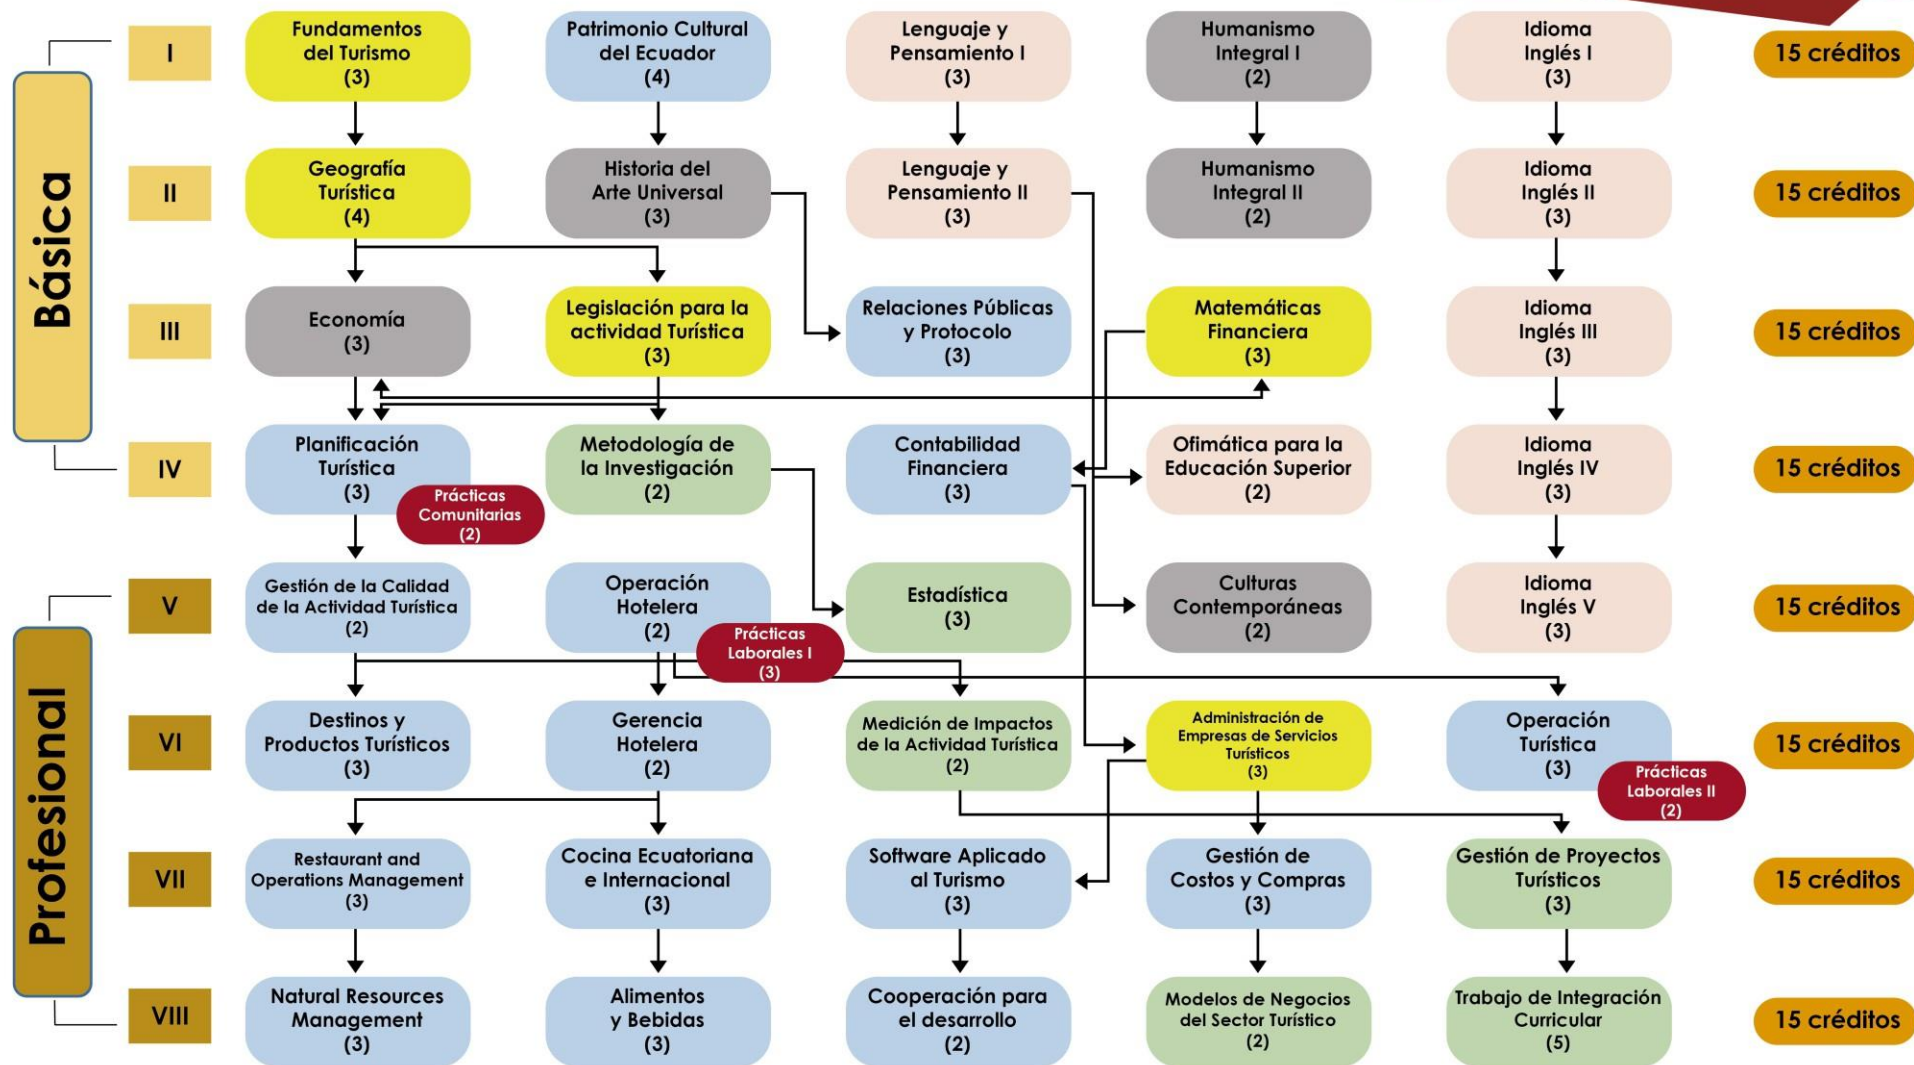 Básica
I
Fundamentos
del Turismo
(3)
Patrimonio Cultural
del Ecuador
(4)
Lenguaje y
Pensamiento I
(3)
Humanismo
Integral I
(2)
Idioma
Inglés I
(3)
15 créditos
II
Geografía
Turística
(4)
Historia del
Arte Universal
(3)
Lenguaje y
Pensamiento II
(3)
Humanismo
Integral II
(2)
Idioma
Inglés II
(3)
15 créditos
III
Economía
(3)
Legislación para la
actividad Turística
(3)
Relaciones Públicas
y Protocolo
(3)
Matemáticas
Financiera
(3)
Idioma
Inglés III
(3)
15 créditos
IV
Planificación
Turística
(3)
Prácticas
Comunitarias
(2)
Metodología de
la Investigación
(2)
Contabilidad
Financiera
(3)
Ofimática para la
Educación Superior
(2)
Idioma
Inglés IV
(3)
15 créditos
Profesional
V
Gestión de la Calidad
de la Actividad Turística
(2)
Operación
Hotelera
(2)
Prácticas
Laborales I
(3)
Estadística
(3)
Culturas
Contemporáneas
(2)
Idioma
Inglés V
(3)
15 créditos
VI
Destinos y
Productos Turísticos
(3)
Gerencia
Hotelera
(2)
Medición de Impactos
de la Actividad Turística
(2)
Administración de
Empresas de Servicios
Turísticos
(3)
Operación
Turística
(3)
Prácticas
Laborales II
(2)
15 créditos
VII
Restaurant and
Operations Management
(3)
Cocina Ecuatoriana
e Internacional
(3)
Software Aplicado
al Turismo
(3)
Gestión de
Costos y Compras
(3)
Gestión de Proyectos
Turísticos
(3)
15 créditos
VIII
Natural Resources
Management
(3)
Alimentos
y Bebidas
(3)
Cooperación para
el desarrollo
(2)
Modelos de Negocios
del Sector Turístico
(2)
Trabajo de Integración
Curricular
(5)
15 créditos